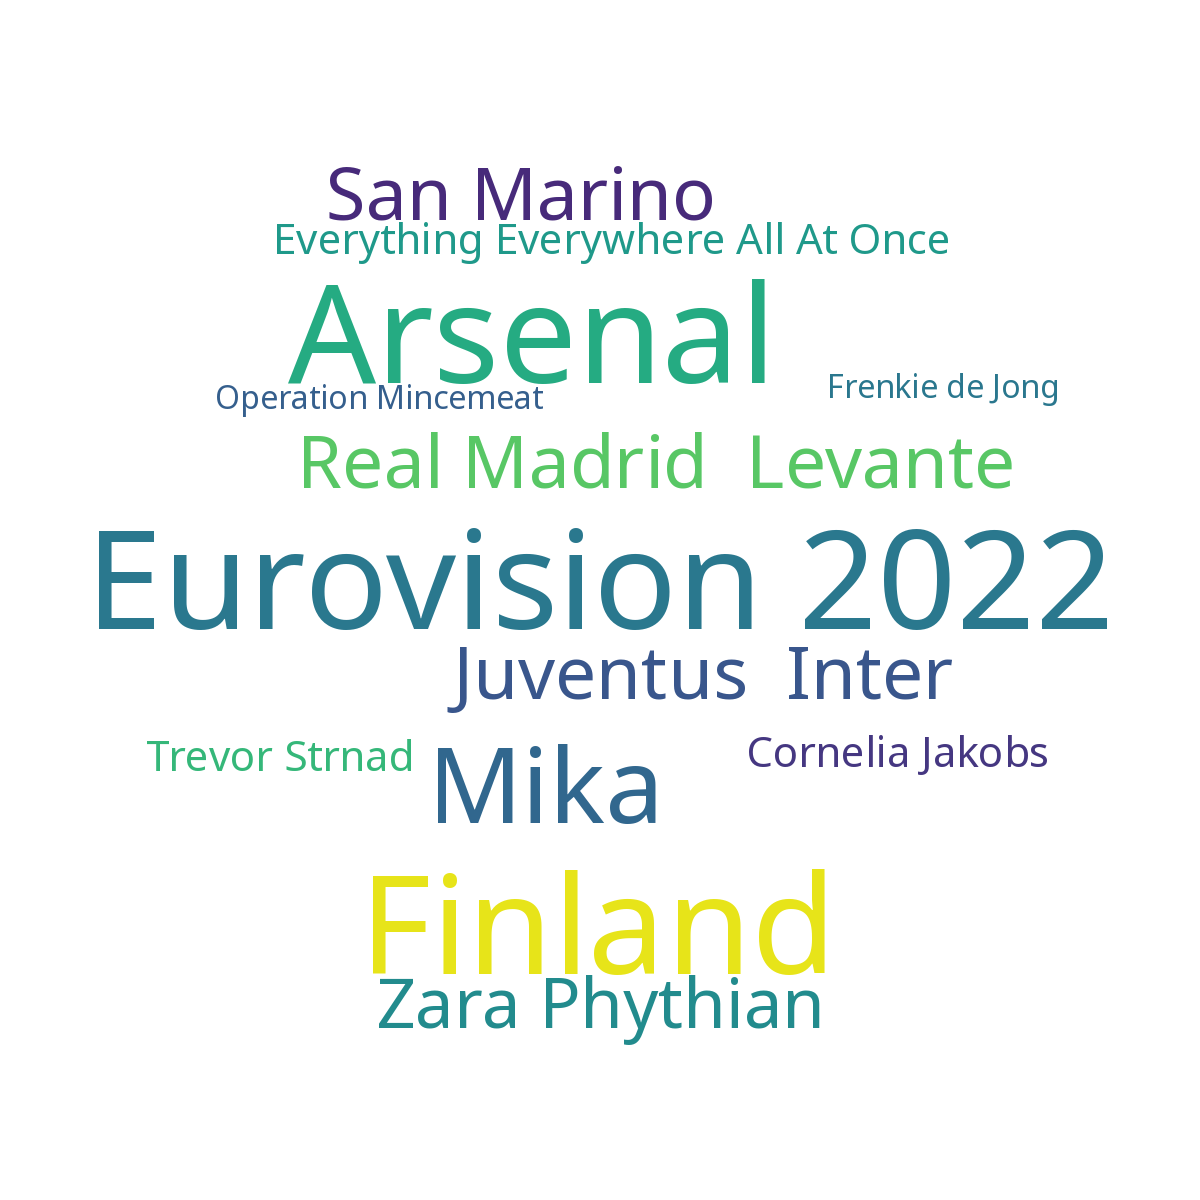 San Marino
Everything Everywhere All At Once
Arsenal
Operation Mincemeat
Frenkie de Jong
Real Madrid Levante
Eurovision 2022
Juventus Inter
Trevor Strnad
Mika
Cornelia Jakobs
Finland
Zara Phythian